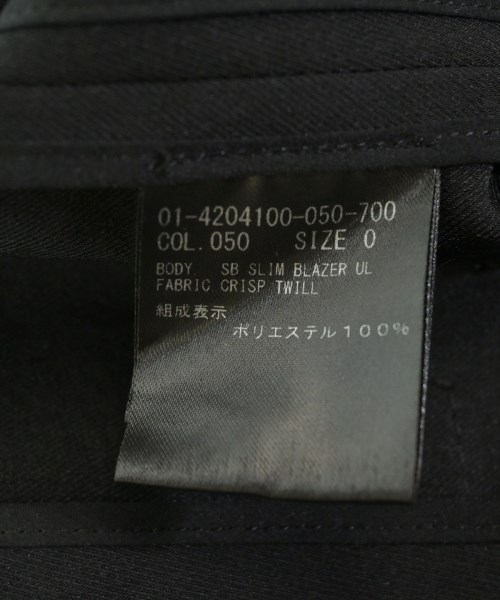 01-4204100-050-700
COL.050 SIZE 0
BODY SB SLIM BLAZER UL
FABRIC CRISP TWILL
組成表示
ポリエステル100%